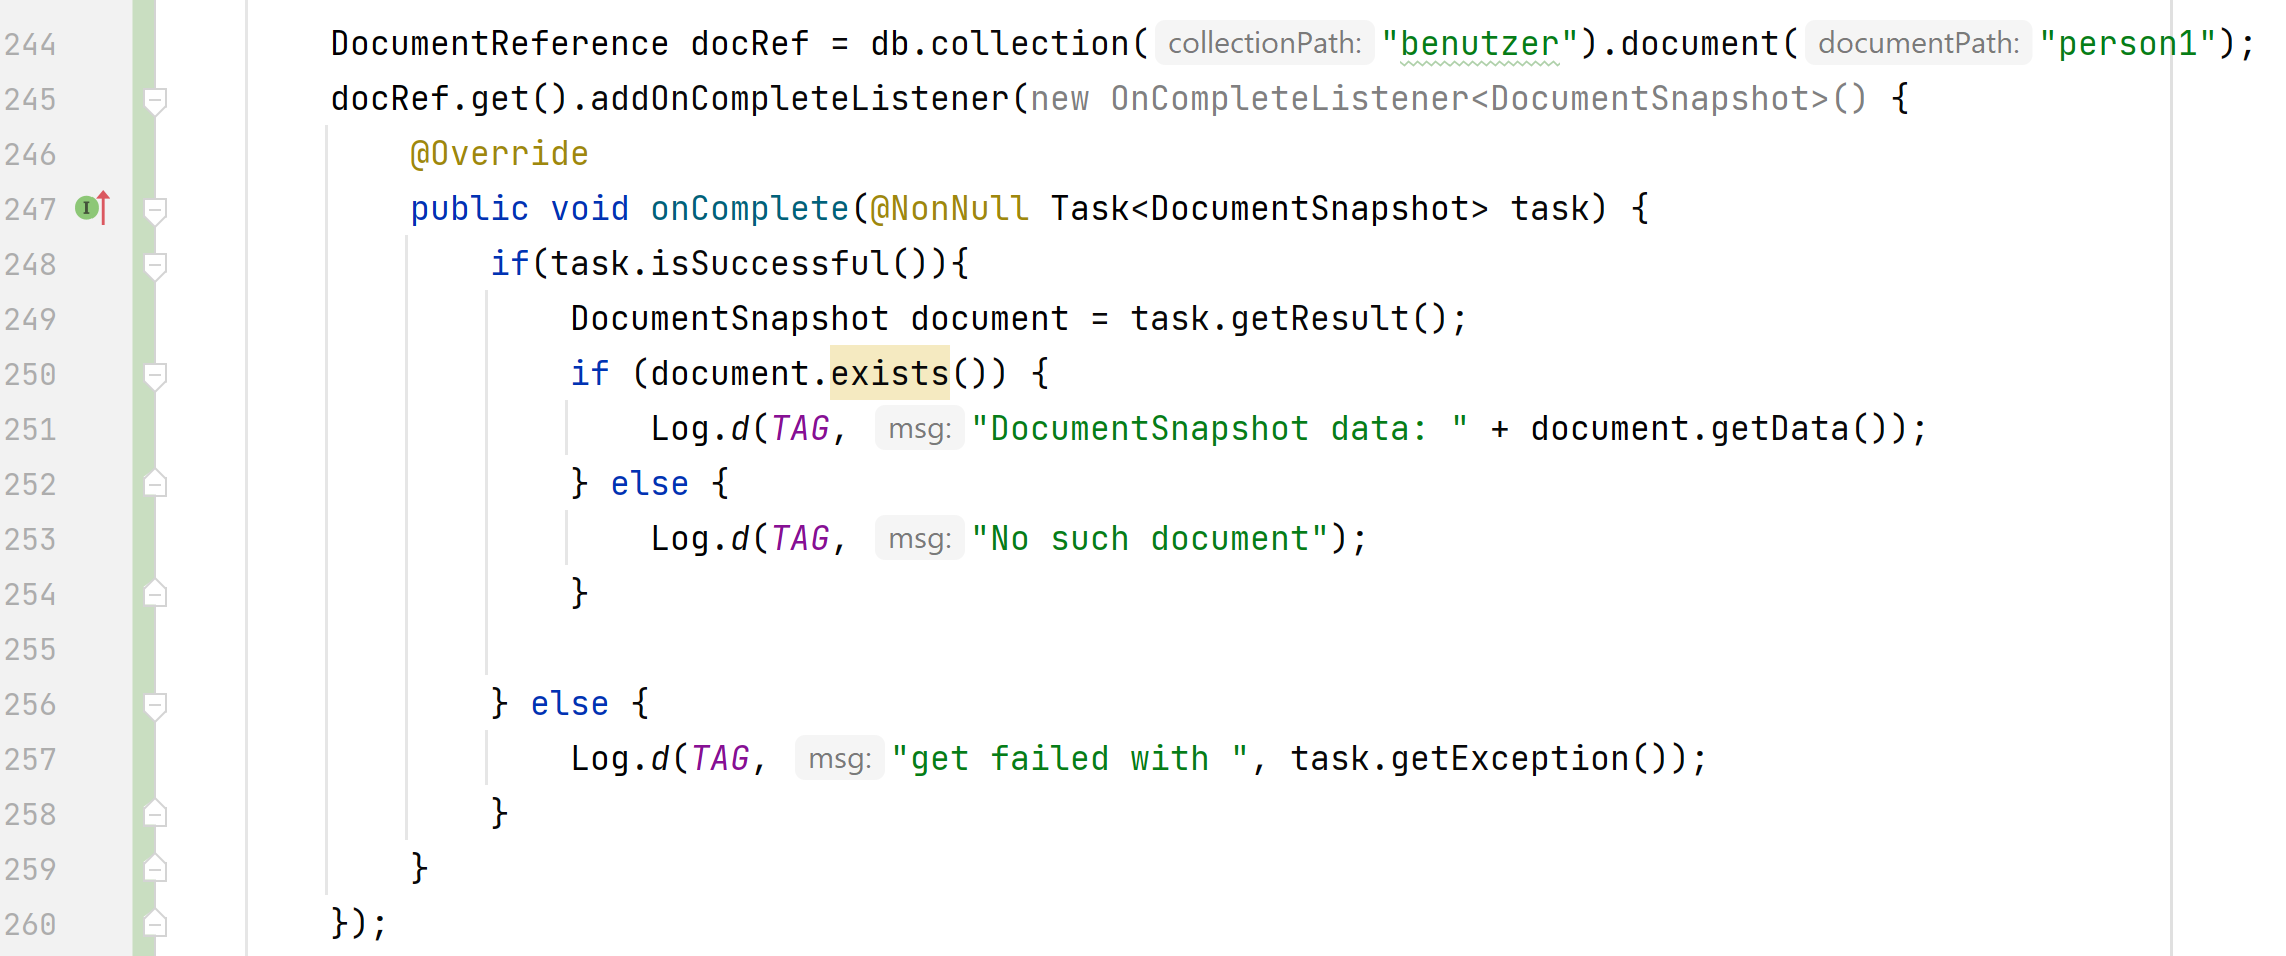 244 DocumentReference docRef = db.collection( collectionPath: "benutzer").document( documentPath: "person1");
245 docRef.get().addOnCompleteListener(new OnCompleteListener<DocumentSnapshot>() {
246 @Override
247 I public void onComplete(@NonNull Task<DocumentSnapshot> task) {
248 if(task.isSuccessful()){
249 DocumentSnapshot document = task.getResult();
250 if (document.exists()) {
251 Log.d(TAG, msg: "DocumentSnapshot data: " + document.getData());
252 } else {
253 Log.d(TAG, msg: "No such document");
254 }
255
256 } else {
257 Log.d(TAG, msg: "get failed with ", task.getException());
258 }
259 }
260 });